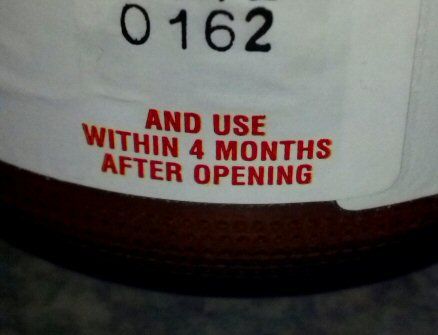 0162
AND USE
WITHIN 4 MONTHS
AFTER OPENING